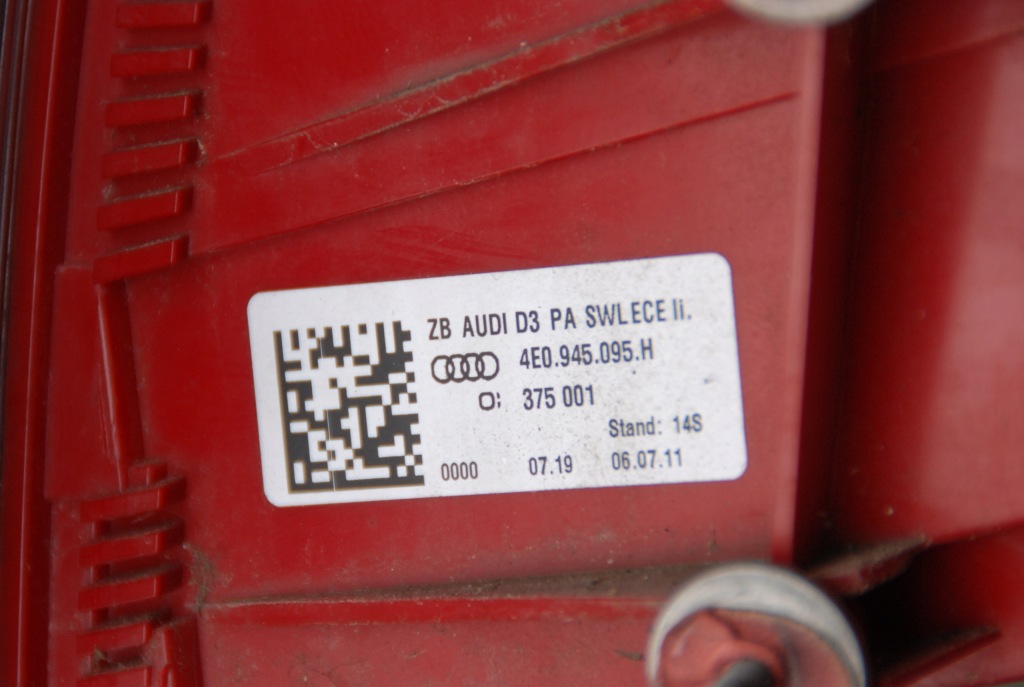 ZB AUDI D3 PA SWLECE li.
4E0.945.095.H
O: 375 001
Stand: 14S
0000 07.19 06.07.11